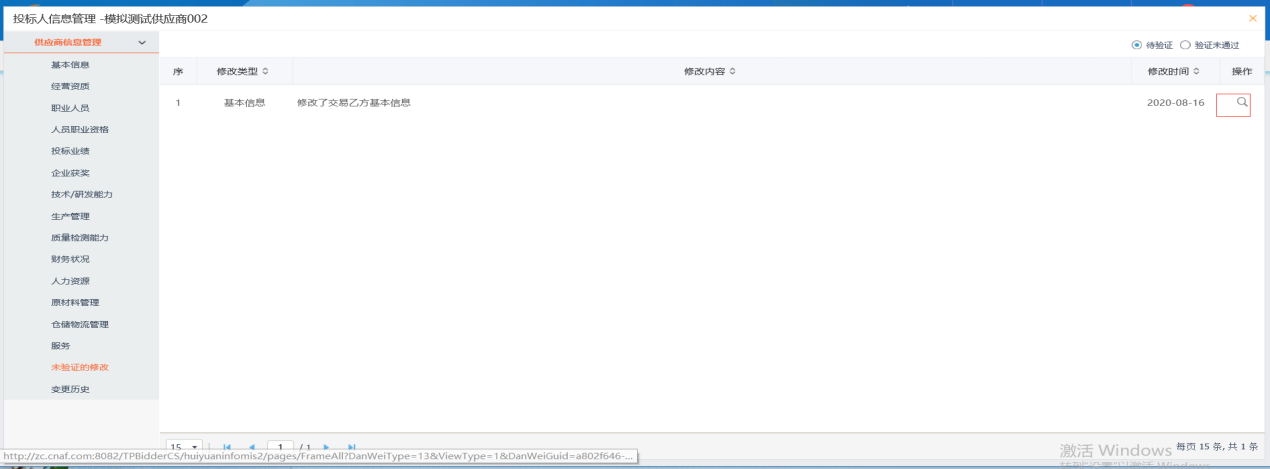 投标人信息管理 -模拟测试供应商002
供应商信息管理
待验证 验证未通过
基本信息
经营资质
职业人员
人员职业资格
投标业绩
企业获奖
技术/研发能力
生产管理
质量检测能力
财务状况
人力资源
原材料管理
仓储物流管理
服务
未验证的修改
变更历史
序 修改类型 修改内容 修改时间 操作
1 基本信息 修改了交易乙方基本信息 2020-08-16
15 1 / 1
每页 15 条, 共 1 条
激活 Windows
转到"设置"以激活 Windows
http://zc.cnaf.com:8082/TPBidderCS/huiyuaninfomis2/pages/FrameAll?DanWeiType=13&ViewType=1&DanWeiGuid=a802f646-...